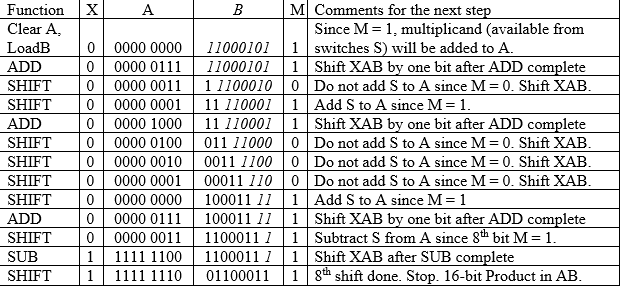 Function X A B M Comments for the next step
Clear A, Since M = 1, multiplicand (available from
LoadB 0 0000 0000 11000101 1 switches S) will be added to A.
ADD 0 0000 0111 11000101 1 Shift XAB by one bit after ADD complete
SHIFT 0 0000 0011 1 1100010 0 Do not add S to A since M = 0. Shift XAB.
SHIFT 0 0000 0001 11 110001 1 Add S to A since M = 1.
ADD 0 0000 1000 11 110001 1 Shift XAB by one bit after ADD complete
SHIFT 0 0000 0100 011 11000 0 Do not add S to A since M = 0. Shift XAB.
SHIFT 0 0000 0010 0011 1100 0 Do not add S to A since M = 0. Shift XAB.
SHIFT 0 0000 0001 00011 110 0 Do not add S to A since M = 0. Shift XAB.
SHIFT 0 0000 0000 100011 11 1 Add S to A since M = 1
ADD 0 0000 0111 100011 11 1 Shift XAB by one bit after ADD complete
SHIFT 0 0000 0011 1100011 1 1 Subtract S from A since 8th bit M = 1.
SUB 1 1111 1100 1100011 1 1 Shift XAB after SUB complete
SHIFT 1 1111 1110 01100011 1 8th shift done. Stop. 16-bit Product in AB.